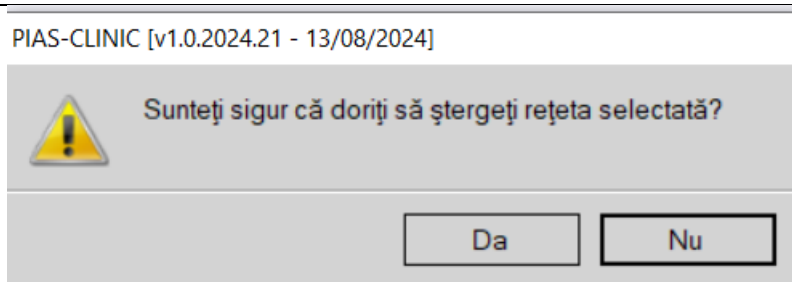 PIAS-CLINIC [v1.0.2024.21 - 13/08/2024]
Sunteţi sigur că doriţi să ştergeţi reţeta selectată?
Da
Nu